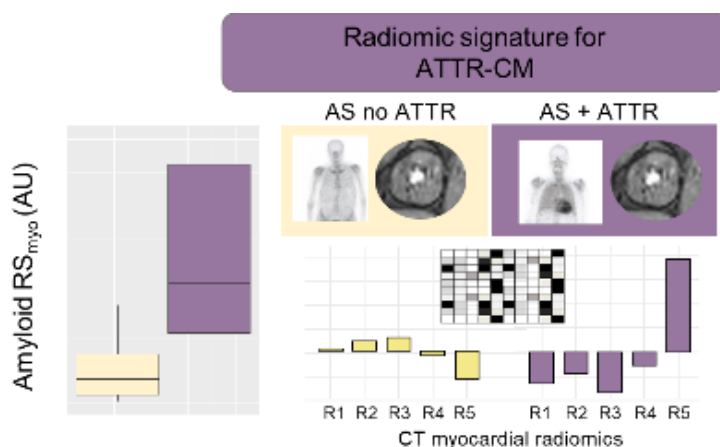 Radiomic signature for
ATTR-CM
AS no ATTR
AS + ATTR
Amyloid RSmyo (AU)
R1 R2 R3 R4 R5
R1 R2 R3 R4 R5
CT myocardial radiomics